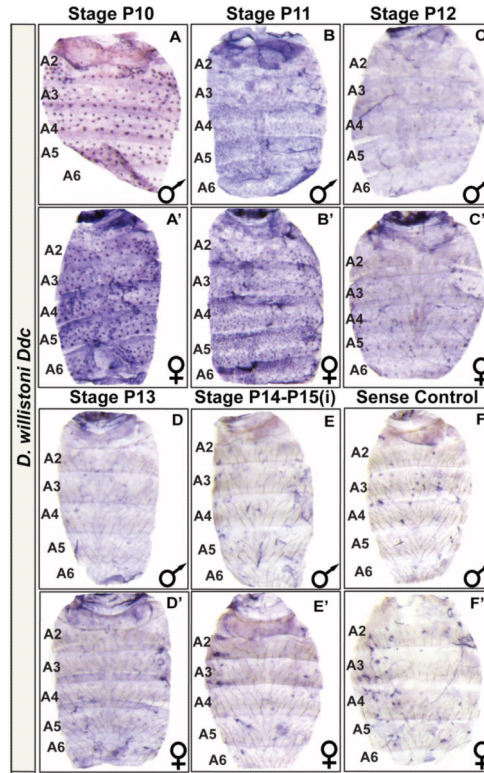 Stage P10 Stage P11 Stage P12
A B C
A2 A2 A2
A3 A3 A3
A4 A4 A4
A5 A5 A5
A6 A6 A6
♂ ♂ ♂
A' B' C'
A2 A2 A2
A3 A3 A3
A4 A4 A4
A5 A5 A5
A6 A6 A6
♀ ♀ ♀
D. willistoni Ddc
Stage P13 Stage P14-P15(i) Sense Control
D E F
A2 A2 A2
A3 A3 A3
A4 A4 A4
A5 A5 A5
A6 A6 A6
♂ ♂ ♂
D' E' F'
A2 A2 A2
A3 A3 A3
A4 A4 A4
A5 A5 A5
A6 A6 A6
♀ ♀ ♀